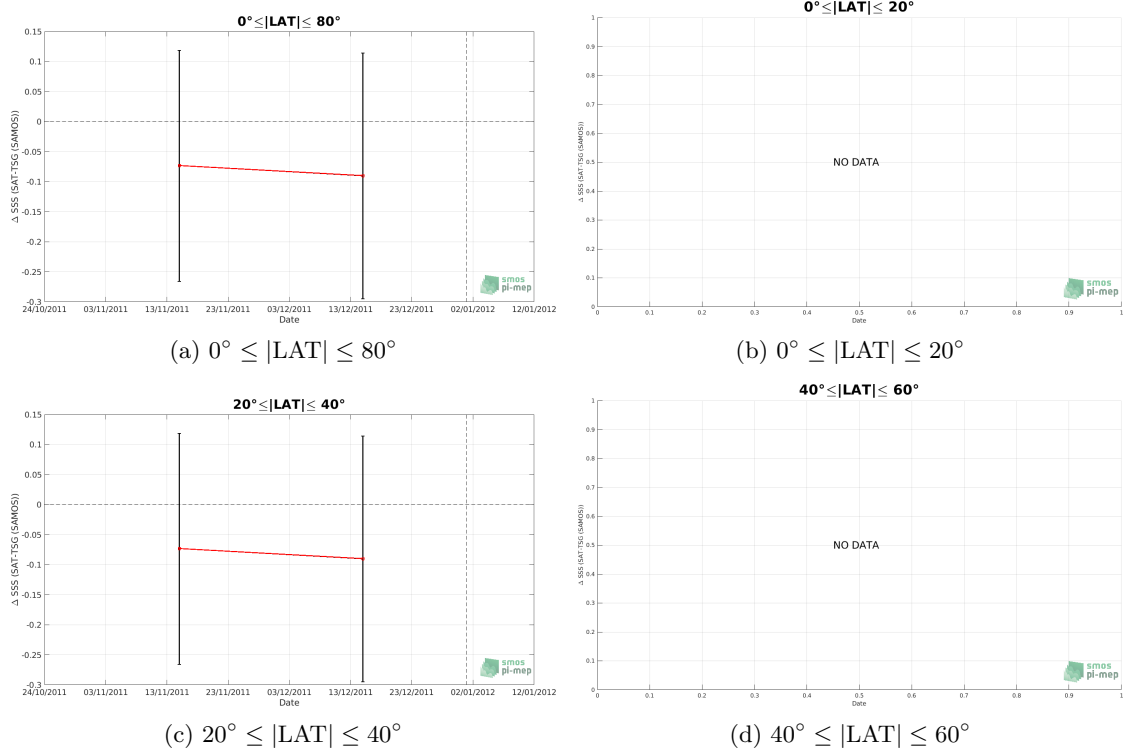 0°≤|LAT|≤ 80°
0.15
0.1
0.05
0
-0.05
-0.1
-0.15
-0.2
-0.25
-0.3
Δ SSS (SAT-TSG (SAMOS))
24/10/2011 03/11/2011 13/11/2011 23/11/2011 03/12/2011 13/12/2011 23/12/2011 02/01/2012 12/01/2012
Date
smos
pi-mep
(a) 0° ≤ |LAT| ≤ 80°
0°≤|LAT|≤ 20°
1
0.9
0.8
0.7
0.6
0.5
0.4
0.3
0.2
0.1
0
Δ SSS (SAT-TSG (SAMOS))
NO DATA
0 0.1 0.2 0.3 0.4 0.5 0.6 0.7 0.8 0.9 1
Date
smos
pi-mep
(b) 0° ≤ |LAT| ≤ 20°
20°≤|LAT|≤ 40°
0.15
0.1
0.05
0
-0.05
-0.1
-0.15
-0.2
-0.25
-0.3
Δ SSS (SAT-TSG (SAMOS))
24/10/2011 03/11/2011 13/11/2011 23/11/2011 03/12/2011 13/12/2011 23/12/2011 02/01/2012 12/01/2012
Date
smos
pi-mep
(c) 20° ≤ |LAT| ≤ 40°
40°≤|LAT|≤ 60°
1
0.9
0.8
0.7
0.6
0.5
0.4
0.3
0.2
0.1
0
Δ SSS (SAT-TSG (SAMOS))
NO DATA
0 0.1 0.2 0.3 0.4 0.5 0.6 0.7 0.8 0.9 1
Date
smos
pi-mep
(d) 40° ≤ |LAT| ≤ 60°